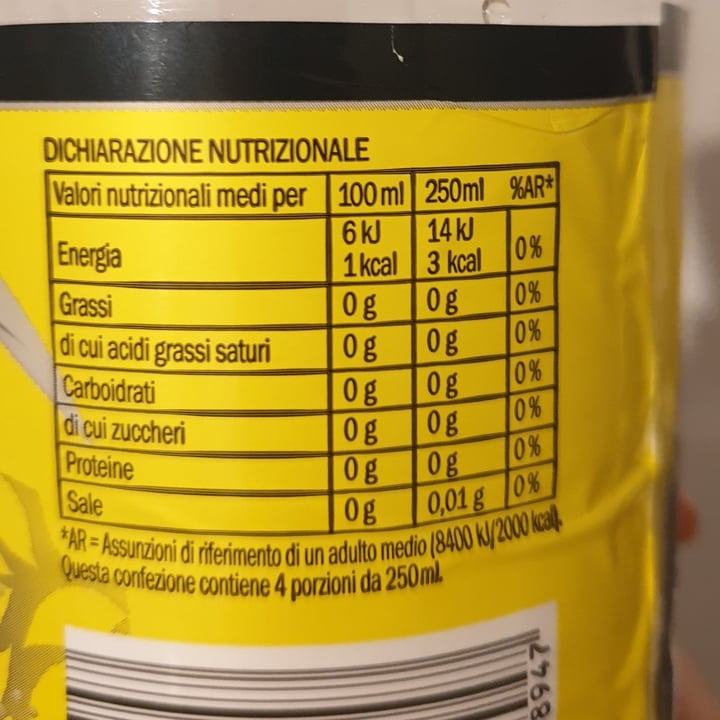 DICHIARAZIONE NUTRIZIONALE
Valori nutrizionali medi per 100 ml 250ml %AR*
Energia 6 kJ 1 kcal 14 kJ 3 kcal 0%
Grassi 0 g 0 g 0%
di cui acidi grassi saturi 0 g 0 g 0%
Carboidrati 0 g 0 g 0%
di cui zuccheri 0 g 0 g 0%
Proteine 0 g 0 g 0%
Sale 0 g 0,01 g 0%
*AR = Assunzioni di riferimento di un adulto medio (8400 kJ/2000 kcal).
Questa confezione contiene 4 porzioni da 250 ml.